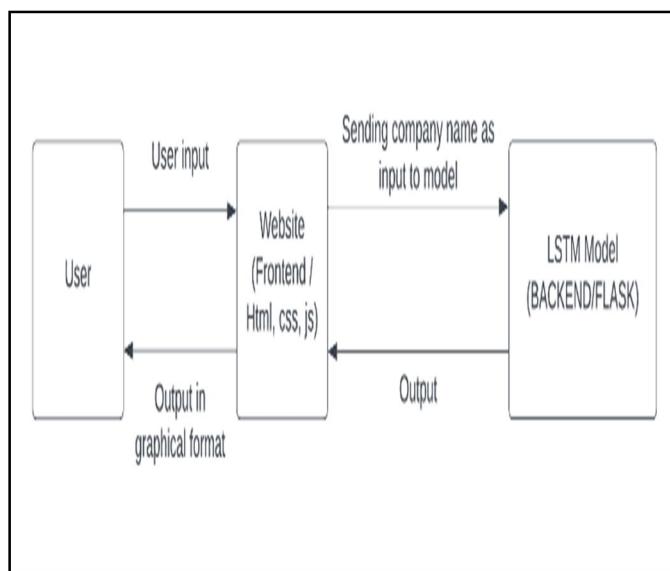 User
User input
Output in
graphical format
Website
(Frontend /
Html, css, js)
Sending company name as
input to model
Output
LSTM Model
(BACKEND/FLASK)